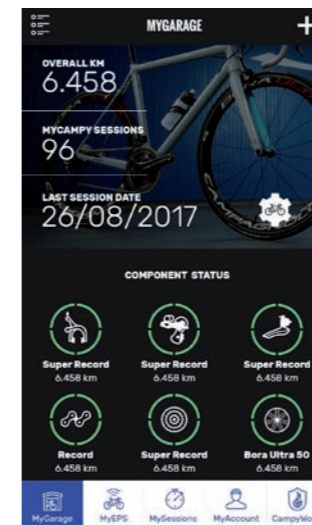 MYGARAGE
OVERALL KM
6.458
MYCAMPY SESSIONS
96
LAST SESSION DATE
26/08/2017
CAMPAGNOLO
COMPONENT STATUS
Super Record Super Record Super Record
6.458 km 6.458 km 6.458 km
Record Super Record Bora Ultra 50
6.458 km 6.458 km 6.458 km
MyGarage MyEPS MySessions MyAccount CampyWo